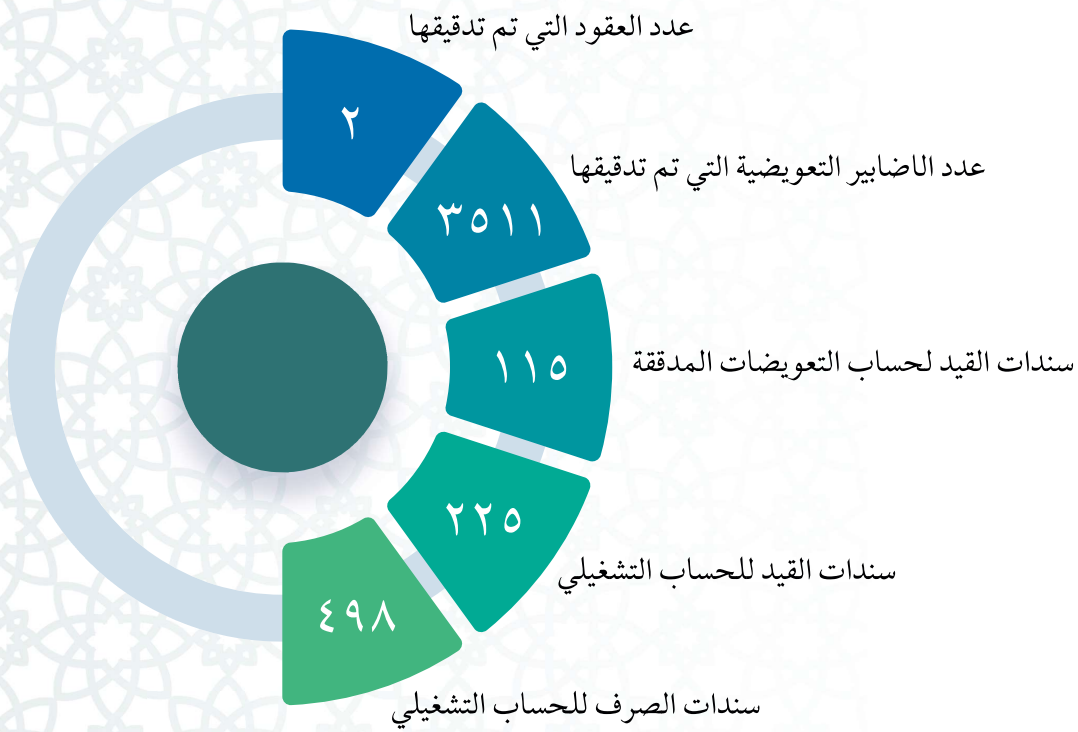 عدد العقود التي تم تدقيقها
٢
عدد الاضابير التعويضية التي تم تدقيقها
٣٥١١
سندات القيد لحساب التعويضات المدققة
١١٥
سندات القيد للحساب التشغيلي
٢٢٥
سندات الصرف للحساب التشغيلي
٤٩٨